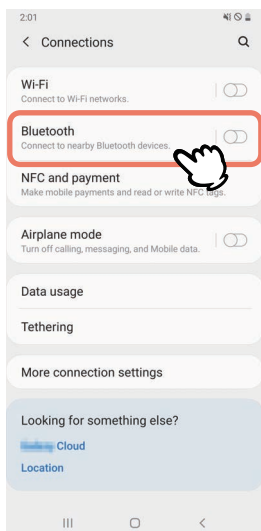 2:01
Connections
Wi-Fi
Connect to Wi-Fi networks.
Bluetooth
Connect to nearby Bluetooth devices.
NFC and payment
Make mobile payments and read or write NFC tags.
Airplane mode
Turn off calling, messaging, and Mobile data.
Data usage
Tethering
More connection settings
Looking for something else?
Cloud
Location